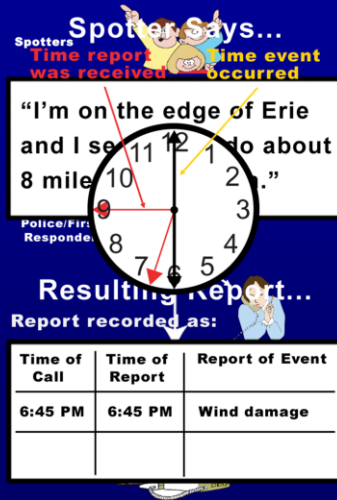 Spotter Says...
Spotters
Time report
was received
Time event
occurred
“I’m on the edge of Erie
and I se do about
8 mile .”
12
1
2
3
4
5
6
7
8
9
10
11
Police/Firs
Responde
Resulting Report...
Report recorded as:
Time of Call Time of Report Report of Event
6:45 PM 6:45 PM Wind damage